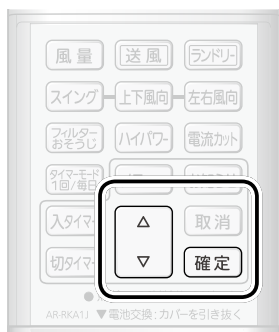 風量 送風 ランドリー
スイング 上下風向 左右風向
フィルターおそうじ ハイパワー 電流カット
タイマーモード 1回/毎日
入タイマ △ 取消
切タイマ ▽ 確定
AR-RKA1J ▼電池交換:カバーを引き抜く